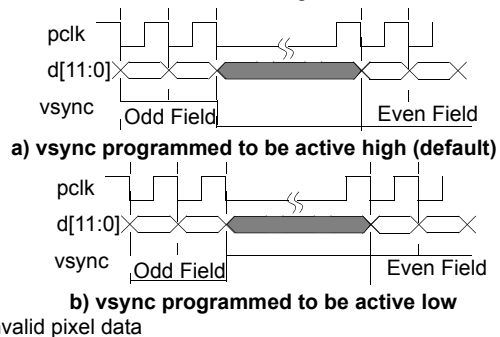 pclk
d[11:0]
vsync
Odd Field
Even Field
a) vsync programmed to be active high (default)
pclk
d[11:0]
vsync
Odd Field
Even Field
b) vsync programmed to be active low
nvalid pixel data